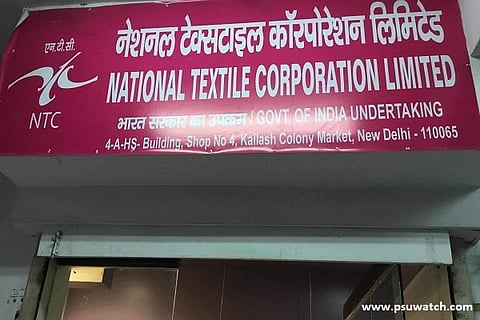 एन.टी.सी.
NTC
नेशनल टेक्सटाइल कॉरपोरेशन लिमिटेड
NATIONAL TEXTILE CORPORATION LIMITED
भारत सरकार का उपक्रम / GOVT. OF INDIA UNDERTAKING
4-A-HS- Building, Shop No 4, Kailash Colony Market, New Delhi - 110065
www.psuwatch.com